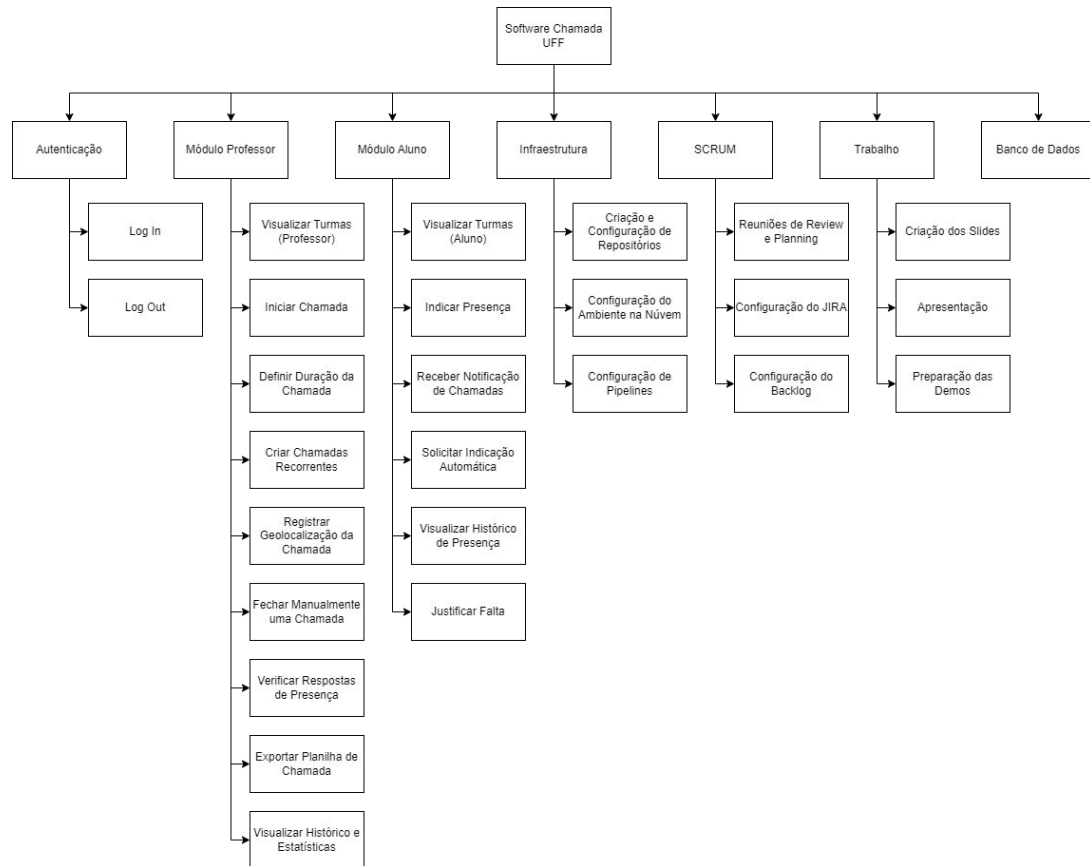 Software Chamada
UFF
Autenticação
Módulo Professor
Módulo Aluno
Infraestrutura
SCRUM
Trabalho
Banco de Dados
Log In
Visualizar Turmas
(Professor)
Visualizar Turmas
(Aluno)
Criação e
Configuração de
Repositórios
Reuniões de Review
e Planning
Criação dos Slides
Log Out
Iniciar Chamada
Indicar Presença
Configuração do
Ambiente na Núvem
Configuração do JIRA
Apresentação
Definir Duração da
Chamada
Receber Notificação
de Chamadas
Configuração de
Pipelines
Configuração do
Backlog
Preparação das
Demos
Criar Chamadas
Recorrentes
Solicitar Indicação
Automática
Registrar
Geolocalização da
Chamada
Visualizar Histórico
de Presença
Fechar Manualmente
uma Chamada
Justificar Falta
Verificar Respostas
de Presença
Exportar Planilha de
Chamada
Visualizar Histórico e
Estatísticas